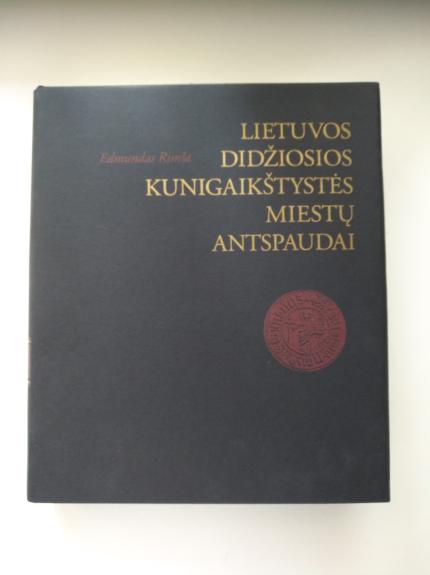 LIETUVOS
Edmundas Rimša DIDŽIOSIOS
KUNIGAIKŠTYSTĖS
MIESTŲ
ANTSPAUDAI